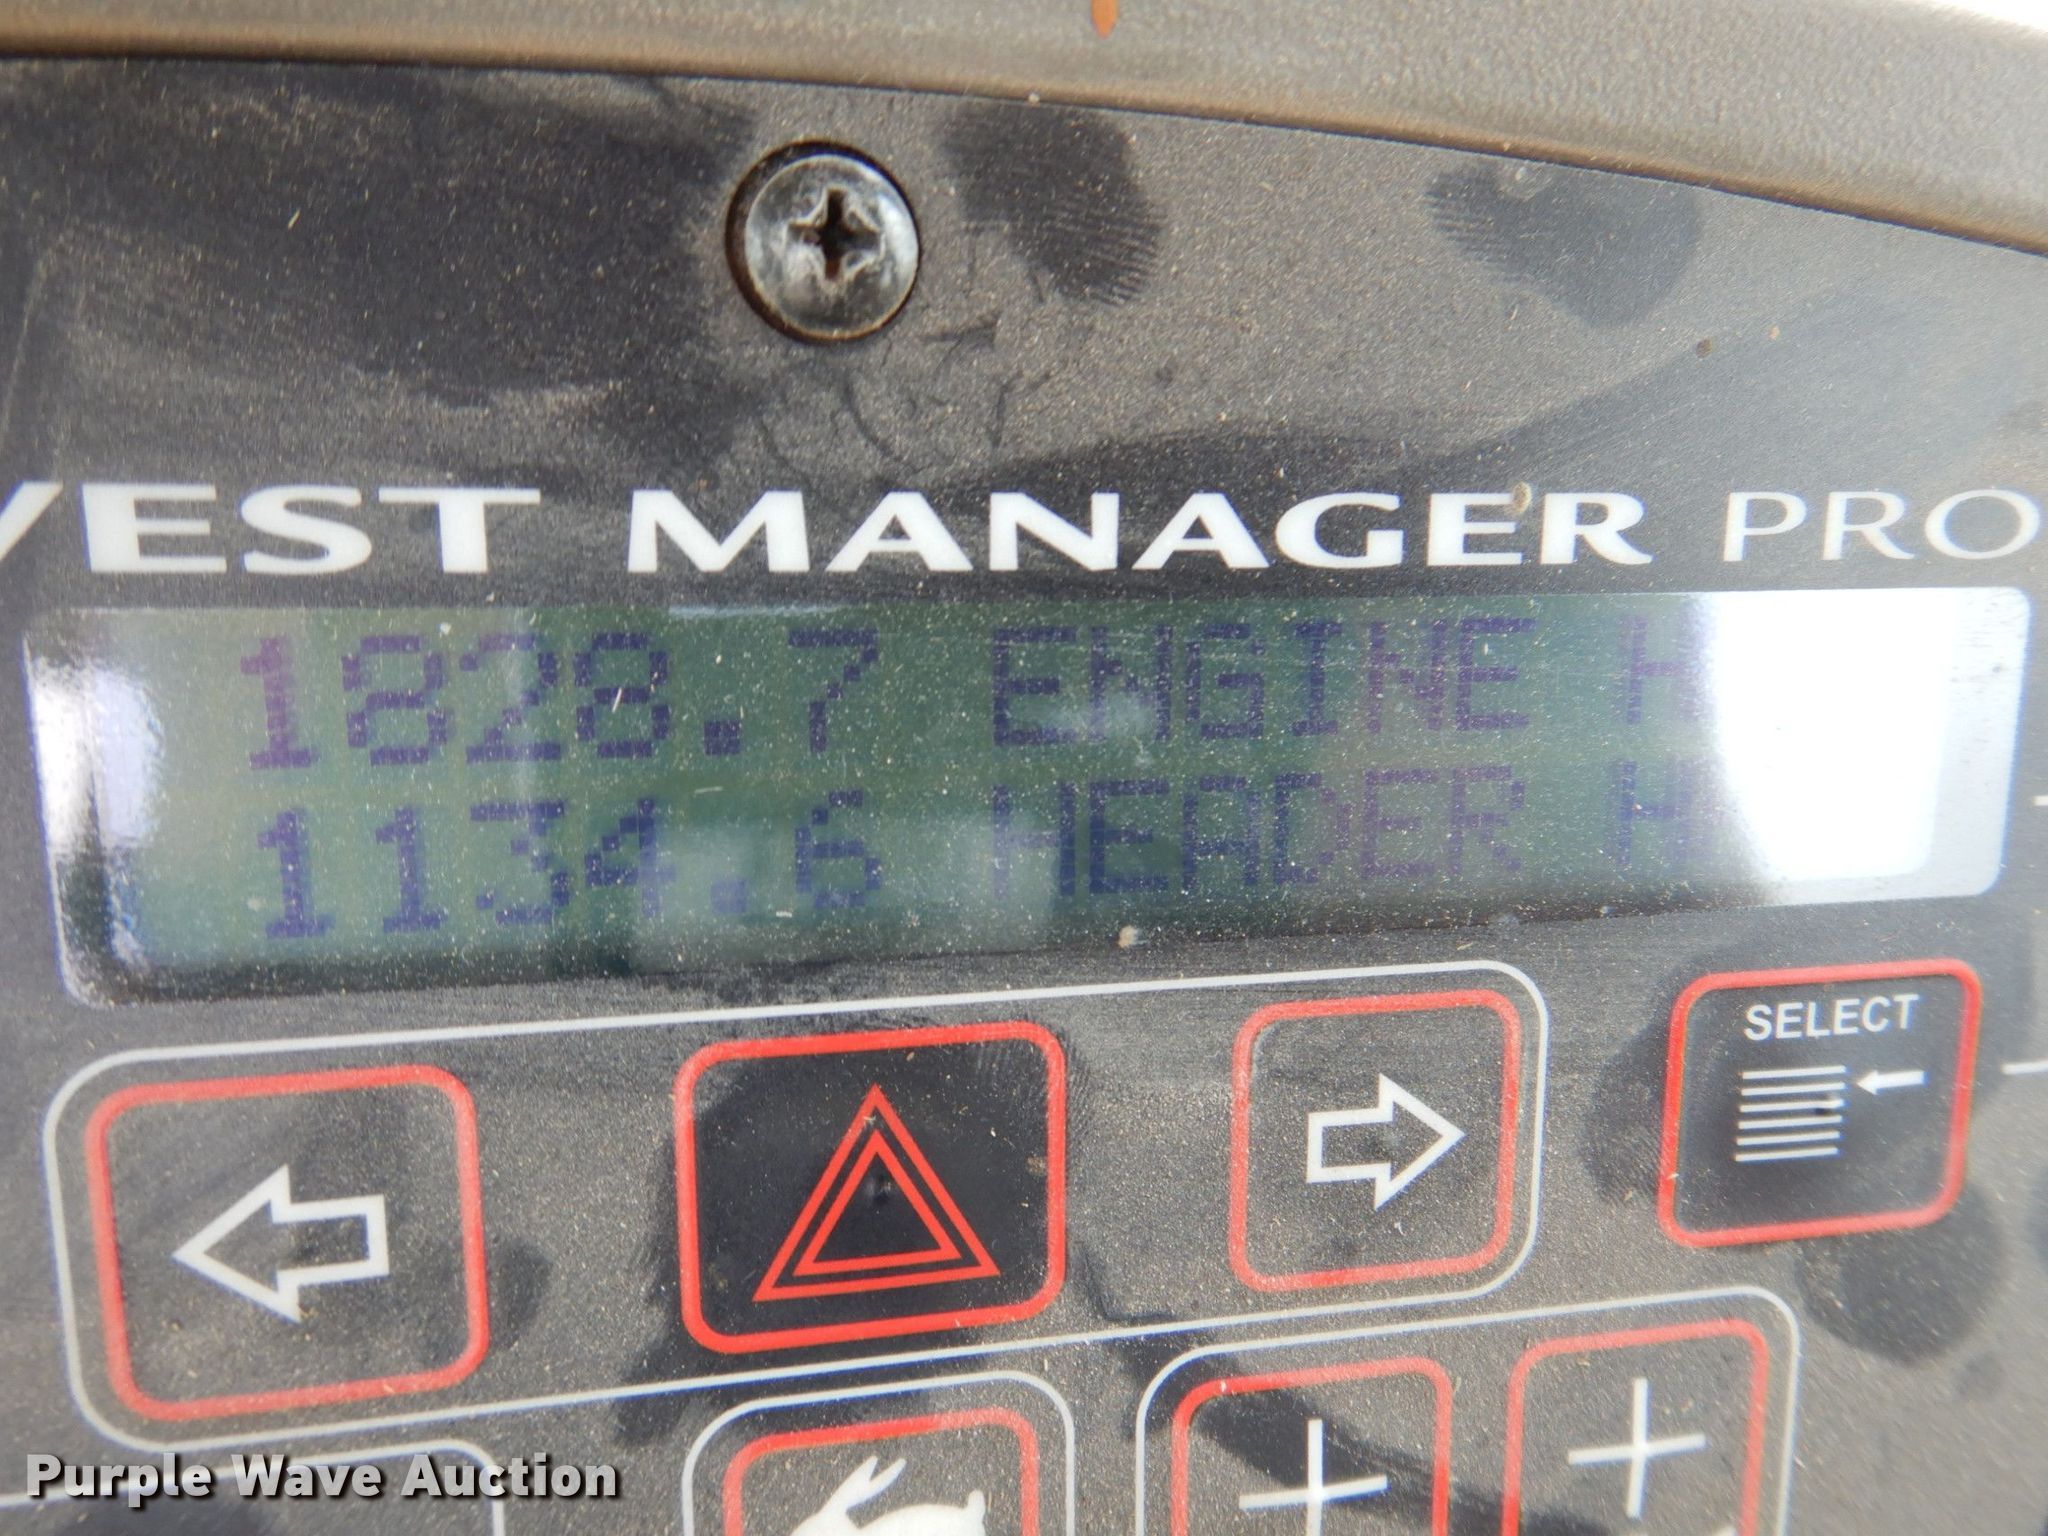 VEST MANAGER PRO
1828.7 ENGINE H
1134.6 HEADER H
SELECT
Purple Wave Auction